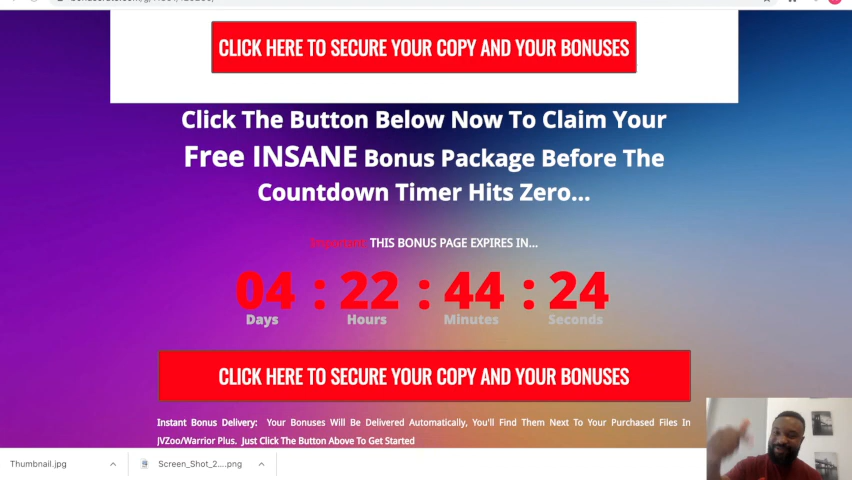 CLICK HERE TO SECURE YOUR COPY AND YOUR BONUSES
Click The Button Below Now To Claim Your
Free INSANE Bonus Package Before The
Countdown Timer Hits Zero...
Important: THIS BONUS PAGE EXPIRES IN...
04 : 22 : 44 : 24
Days Hours Minutes Seconds
CLICK HERE TO SECURE YOUR COPY AND YOUR BONUSES
Instant Bonus Delivery: Your Bonuses Will Be Delivered Automatically, You'll Find Them Next To Your Purchased Files In
JVZoo/Warrior Plus. Just Click The Button Above To Get Started
Thumbnail.jpg Screen_Shot_2....png